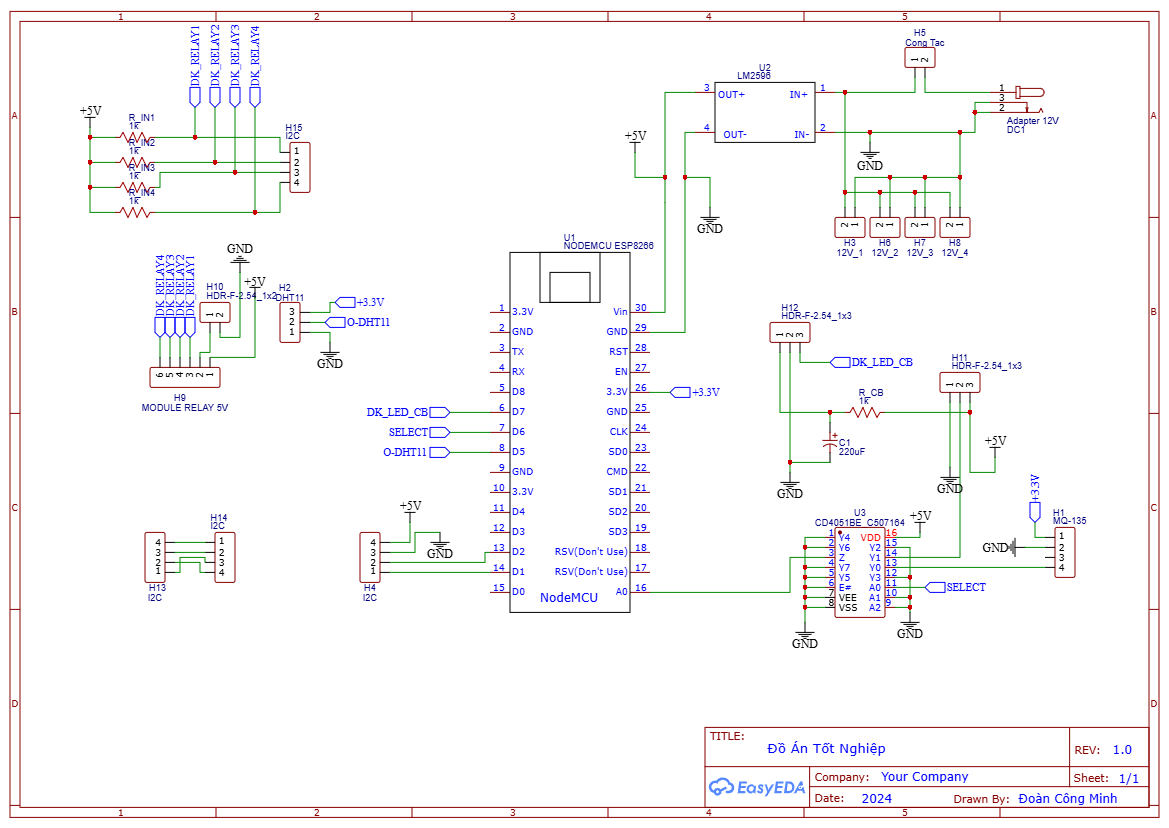 1 2 3 4 5
A
B
C
D
A
B
C
D
1 2 3 4 5
DK_RELAY1
DK_RELAY2
DK_RELAY3
DK_RELAY4
+5V
R_IN1
1k
R_IN2
1k
R_IN3
1k
R_IN4
1k
H15
I2C
1
2
3
4
U2
LM2596
3 OUT+ IN+ 1
4 OUT- IN- 2
+5V
GND
H5
Cong Tac
1 2
1
3
2
Adapter 12V
DC1
GND
2 1
2 1
2 1
2 1
H3
12V_1
H6
12V_2
H7
12V_3
H8
12V_4
DK_RELAY4
DK_RELAY3
DK_RELAY2
DK_RELAY1
GND
+5V
H10
HDR-F-2.54_1x2
1 2
6 5 4 3 2 1
H9
MODULE RELAY 5V
H2
DHT11
3
2
1
+3.3V
O-DHT11
GND
U1
NODEMCU ESP8266
1 3.3V Vin 30
2 GND GND 29
3 TX RST 28
4 RX EN 27
5 D8 3.3V 26
6 D7 GND 25
7 D6 CLK 24
8 D5 SD0 23
9 GND CMD 22
10 3.3V SD1 21
11 D4 SD2 20
12 D3 SD3 19
13 D2 RSV(Don't Use) 18
14 D1 RSV(Don't Use) 17
15 D0 A0 16
NodeMCU
DK_LED_CB
SELECT
O-DHT11
+3.3V
H12
HDR-F-2.54_1x3
1 2 3
DK_LED_CB
H11
HDR-F-2.54_1x3
1 2 3
R_CB
1k
+
C1
220uF
GND
GND
+5V
H14
I2C
4
3
2
1
1
2
3
4
H13
I2C
+5V
GND
4
3
2
1
H4
I2C
U3
CD4051BE_C507164
+5V
1 Y4 VDD 16
2 Y6 Y2 15
3 Z Y1 14
4 Y7 Y0 13
5 Y5 Y3 12
6 E# A0 11
7 VEE A1 10
8 VSS A2 9
SELECT
GND
GND
+3.3V
H1
MQ-135
GND
1
2
3
4
TITLE:
Đồ Án Tốt Nghiệp
REV: 1.0
EasyEDA
Company: Your Company
Sheet: 1/1
Date: 2024
Drawn By: Đoàn Công Minh